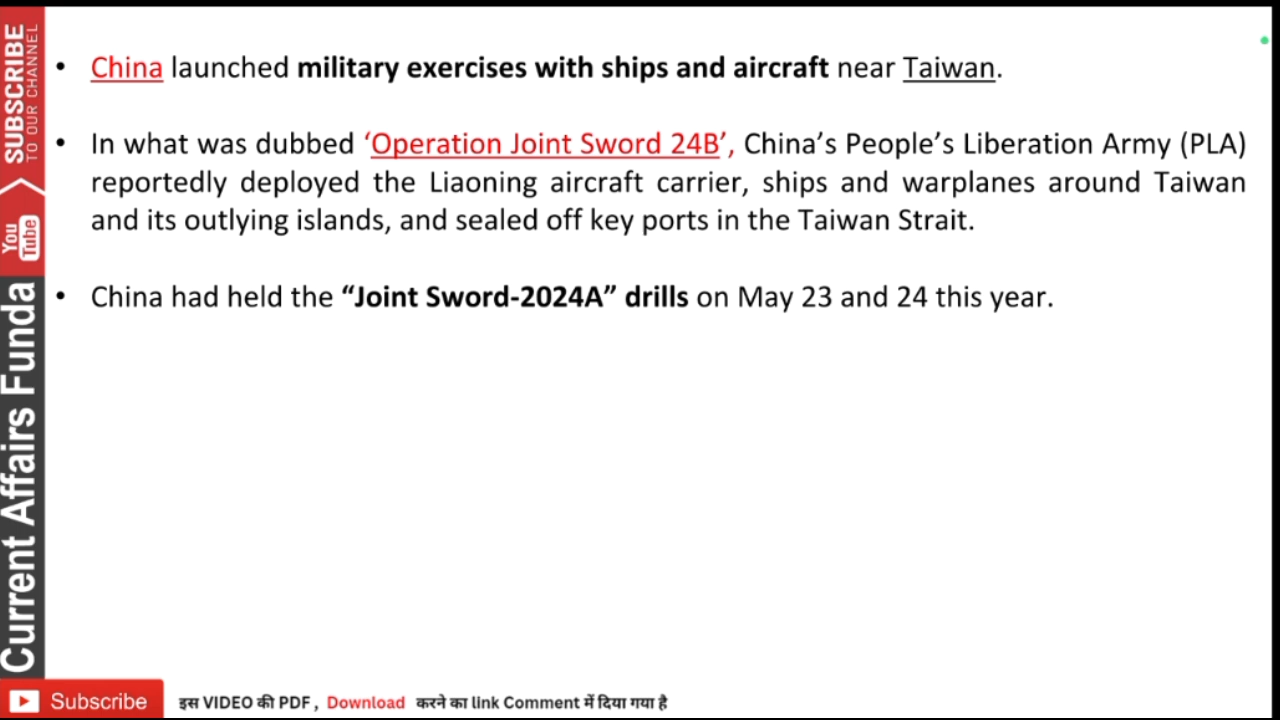 • China launched military exercises with ships and aircraft near Taiwan.
• In what was dubbed ‘Operation Joint Sword 24B’, China’s People’s Liberation Army (PLA)
reportedly deployed the Liaoning aircraft carrier, ships and warplanes around Taiwan
and its outlying islands, and sealed off key ports in the Taiwan Strait.
• China had held the “Joint Sword-2024A” drills on May 23 and 24 this year.
SUBSCRIBE
TO OUR CHANNEL
You
Tube
Current Affairs Funda
Subscribe
इस VIDEO की PDF , Download करने का link Comment में दिया गया है